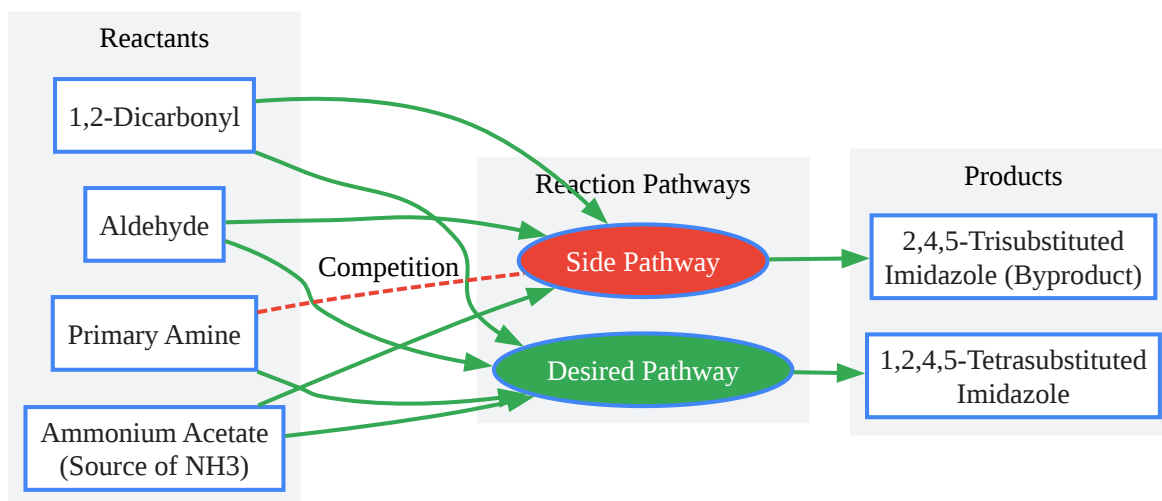 Reactants
1,2-Dicarbonyl
Aldehyde
Primary Amine
Ammonium Acetate
(Source of NH3)
Competition
Reaction Pathways
Side Pathway
Desired Pathway
Products
2,4,5-Trisubstituted
Imidazole (Byproduct)
1,2,4,5-Tetrasubstituted
Imidazole